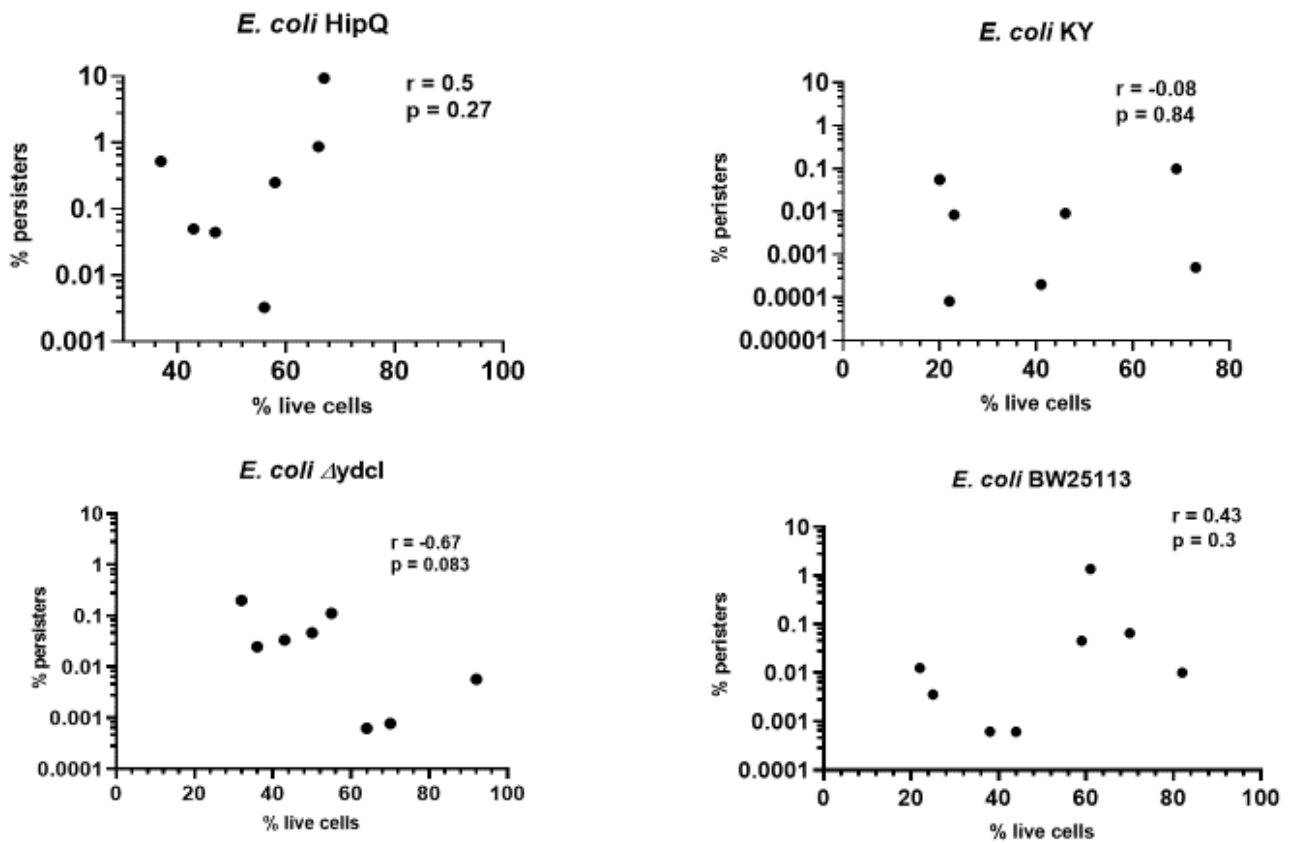 E. coli HipQ
r = 0.5
p = 0.27
10
1
0.1
0.01
0.001
% persisters
40 60 80 100
% live cells
E. coli KY
r = -0.08
p = 0.84
10
1
0.1
0.01
0.001
0.0001
0.00001
% peristers
0 20 40 60 80
% live cells
E. coli Δydcl
r = -0.67
p = 0.083
10
1
0.1
0.01
0.001
0.0001
% persisters
0 20 40 60 80 100
% live cells
E. coli BW25113
r = 0.43
p = 0.3
10
1
0.1
0.01
0.001
0.0001
% peristers
0 20 40 60 80 100
% live cells